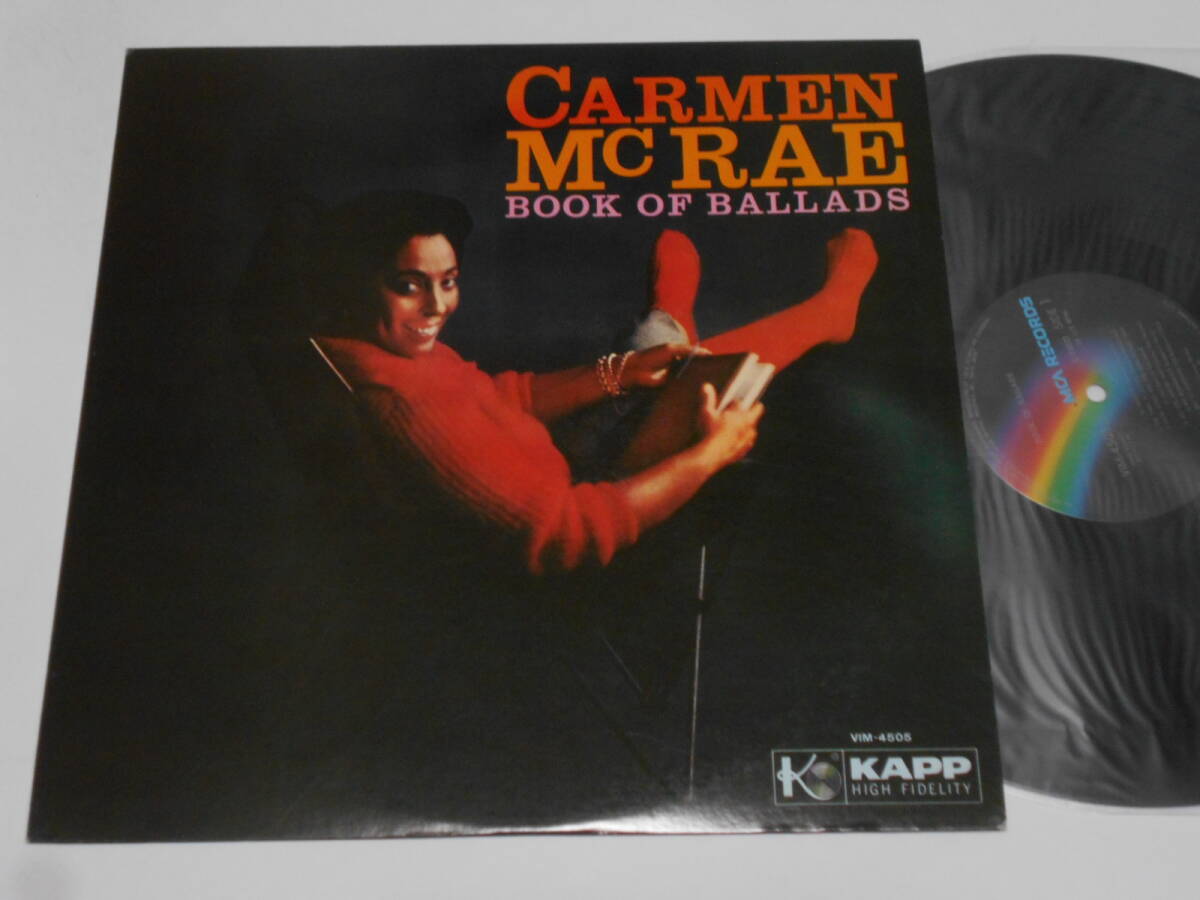 CARMEN
MCRAE
BOOK OF BALLADS
VIM-4505
K
KAPP
HIGH FIDELITY
MCA RECORDS